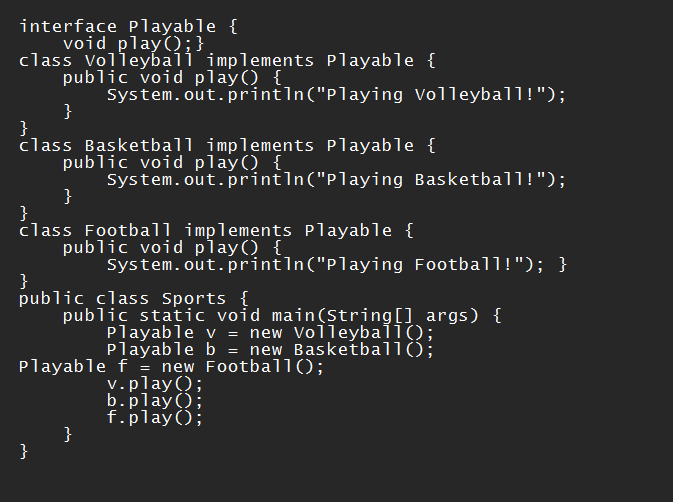 interface Playable {
    void play();}
class Volleyball implements Playable {
    public void play() {
        System.out.println("Playing Volleyball!");
    }
}
class Basketball implements Playable {
    public void play() {
        System.out.println("Playing Basketball!");
    }
}
class Football implements Playable {
    public void play() {
        System.out.println("Playing Football!"); }
}
public class Sports {
    public static void main(String[] args) {
        Playable v = new Volleyball();
        Playable b = new Basketball();
Playable f = new Football();
        v.play();
        b.play();
        f.play();
    }
}